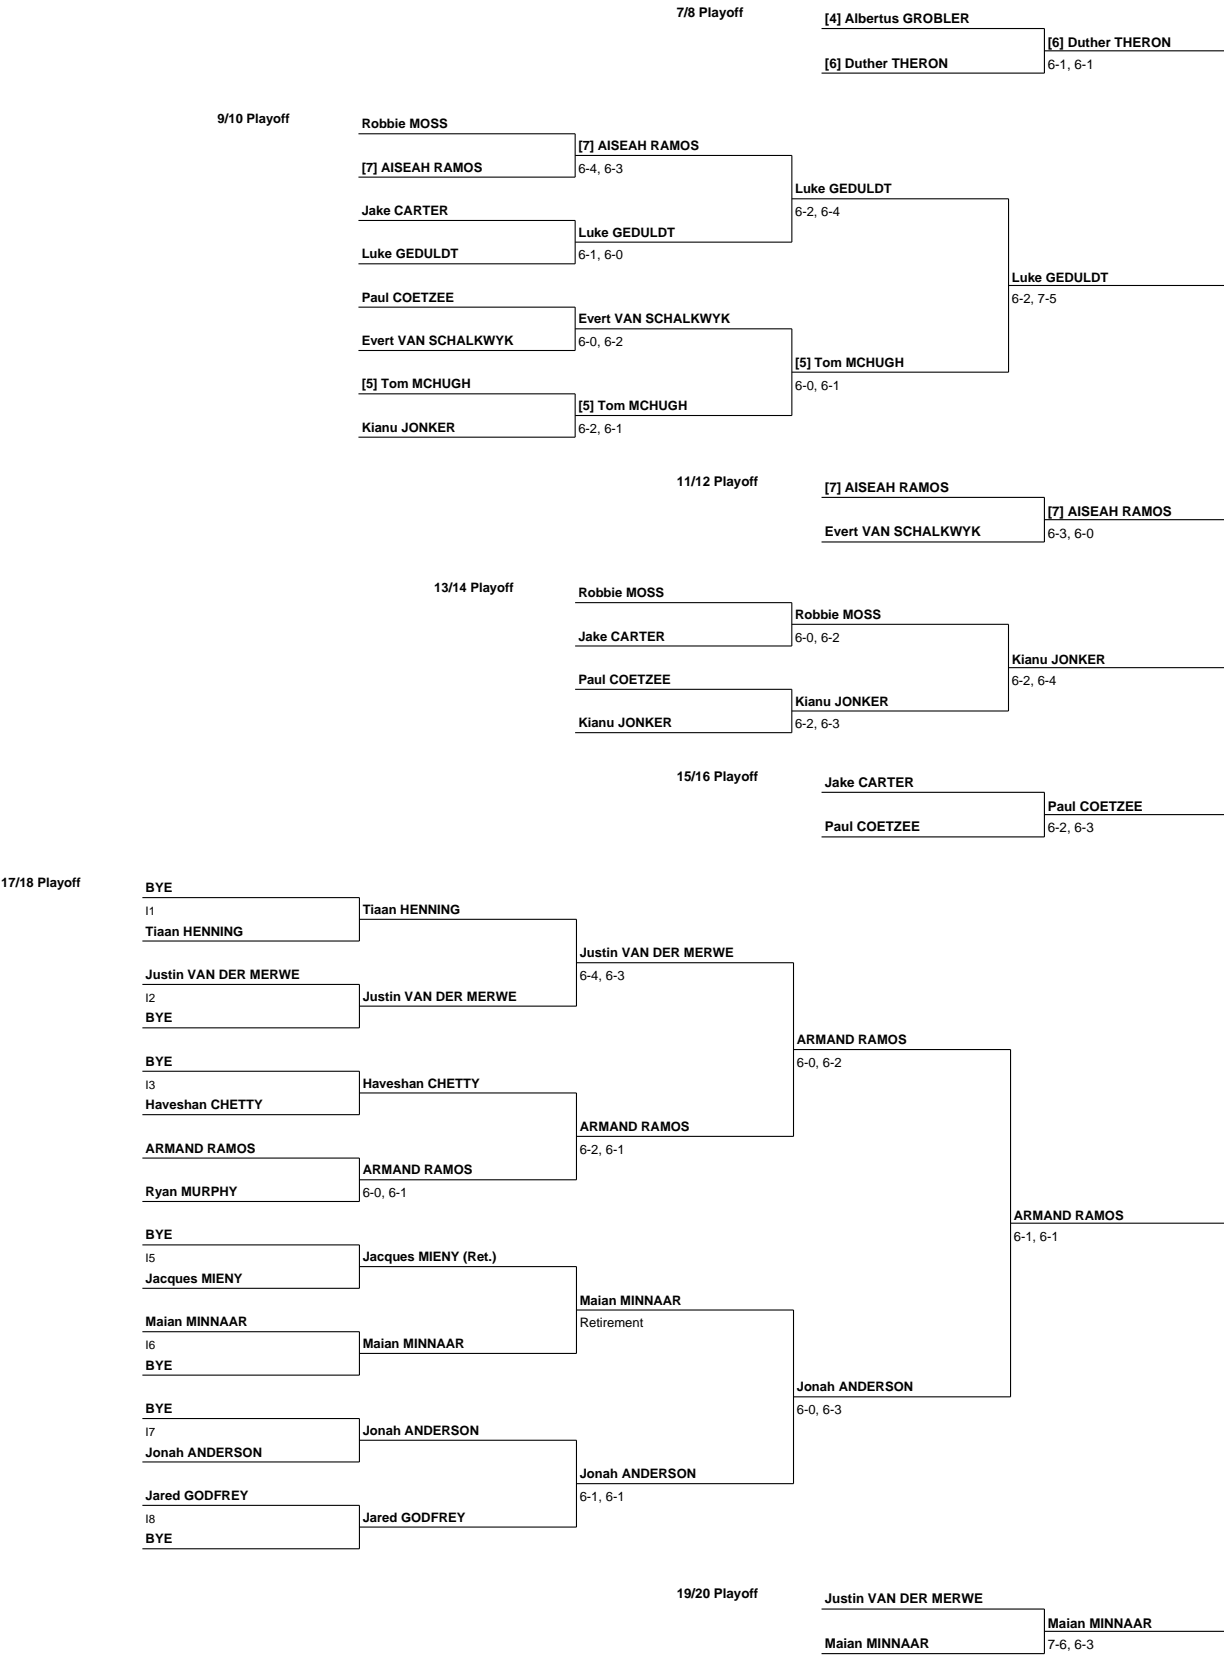 7/8 Playoff
[4] Albertus GROBLER
[6] Duther THERON
[6] Duther THERON
6-1, 6-1
9/10 Playoff
Robbie MOSS
[7] AISEAH RAMOS
[7] AISEAH RAMOS
6-4, 6-3
Luke GEDULDT
6-2, 6-4
Jake CARTER
Luke GEDULDT
Luke GEDULDT
6-1, 6-0
Luke GEDULDT
6-2, 7-5
Paul COETZEE
Evert VAN SCHALKWYK
Evert VAN SCHALKWYK
6-0, 6-2
[5] Tom MCHUGH
6-0, 6-1
[5] Tom MCHUGH
[5] Tom MCHUGH
Kianu JONKER
6-2, 6-1
11/12 Playoff
[7] AISEAH RAMOS
[7] AISEAH RAMOS
Evert VAN SCHALKWYK
6-3, 6-0
13/14 Playoff
Robbie MOSS
Robbie MOSS
Jake CARTER
6-0, 6-2
Kianu JONKER
6-2, 6-4
Paul COETZEE
Kianu JONKER
Kianu JONKER
6-2, 6-3
15/16 Playoff
Jake CARTER
Paul COETZEE
Paul COETZEE
6-2, 6-3
17/18 Playoff
BYE
I1
Tiaan HENNING
Tiaan HENNING
Justin VAN DER MERWE
6-4, 6-3
Justin VAN DER MERWE
I2
Justin VAN DER MERWE
BYE
ARMAND RAMOS
6-0, 6-2
BYE
I3
Haveshan CHETTY
Haveshan CHETTY
ARMAND RAMOS
6-2, 6-1
ARMAND RAMOS
ARMAND RAMOS
Ryan MURPHY
6-0, 6-1
ARMAND RAMOS
6-1, 6-1
BYE
I5
Jacques MIENY (Ret.)
Jacques MIENY
Maian MINNAAR
Retirement
Maian MINNAAR
I6
Maian MINNAAR
BYE
Jonah ANDERSON
6-0, 6-3
BYE
I7
Jonah ANDERSON
Jonah ANDERSON
Jonah ANDERSON
6-1, 6-1
Jared GODFREY
I8
Jared GODFREY
BYE
19/20 Playoff
Justin VAN DER MERWE
Maian MINNAAR
Maian MINNAAR
7-6, 6-3